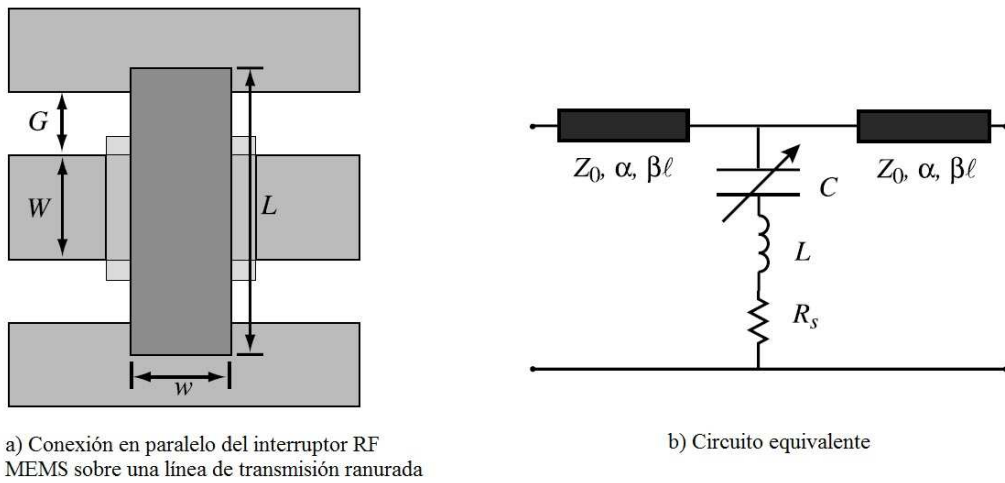 G
W
L
w
a) Conexión en paralelo del interruptor RF
MEMS sobre una línea de transmisión ranurada
Z₀, α, βℓ
Z₀, α, βℓ
C
L
Rₛ
b) Circuito equivalente